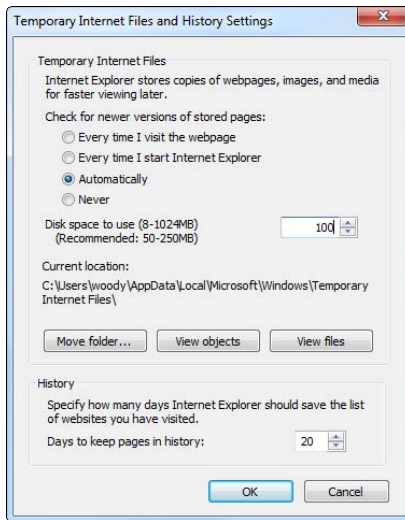 Temporary Internet Files and History Settings
Temporary Internet Files
Internet Explorer stores copies of webpages, images, and media
for faster viewing later.
Check for newer versions of stored pages:
Every time I visit the webpage
Every time I start Internet Explorer
Automatically
Never
Disk space to use (8-1024MB)
(Recommended: 50-250MB)
100
Current location:
C:\Users\woody\AppData\Local\Microsoft\Windows\Temporary
Internet Files\
Move folder... View objects View files
History
Specify how many days Internet Explorer should save the list
of websites you have visited.
Days to keep pages in history: 20
OK Cancel